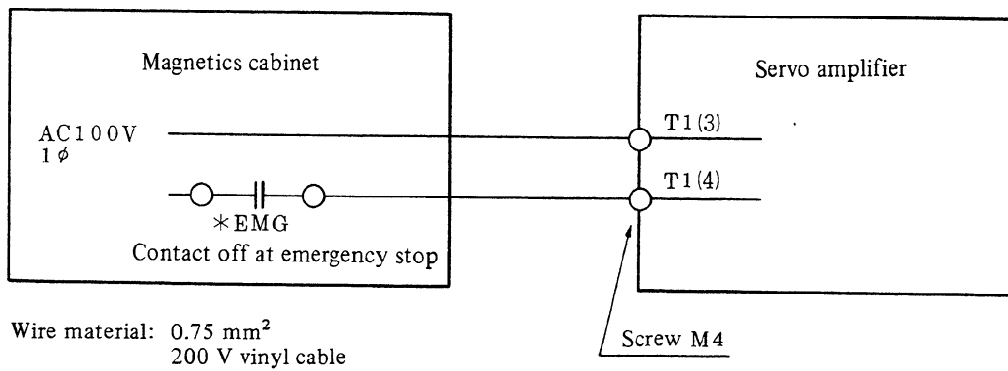 Magnetics cabinet
Servo amplifier
AC100V
1φ
T1(3)
T1(4)
*EMG
Contact off at emergency stop
Wire material: 0.75 mm²
200 V vinyl cable
Screw M4